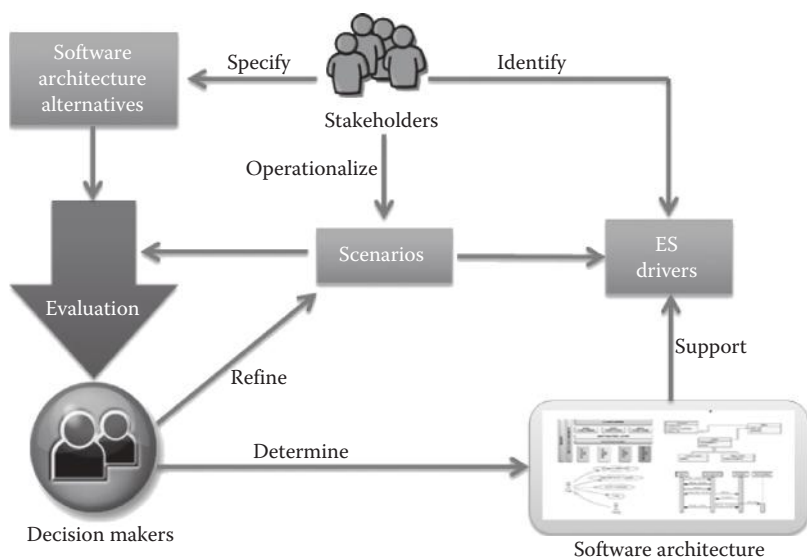 Software
architecture
alternatives
Specify
Identify
Stakeholders
Operationalize
Scenarios
ES
drivers
Evaluation
Refine
Support
Determine
Decision makers
Software architecture